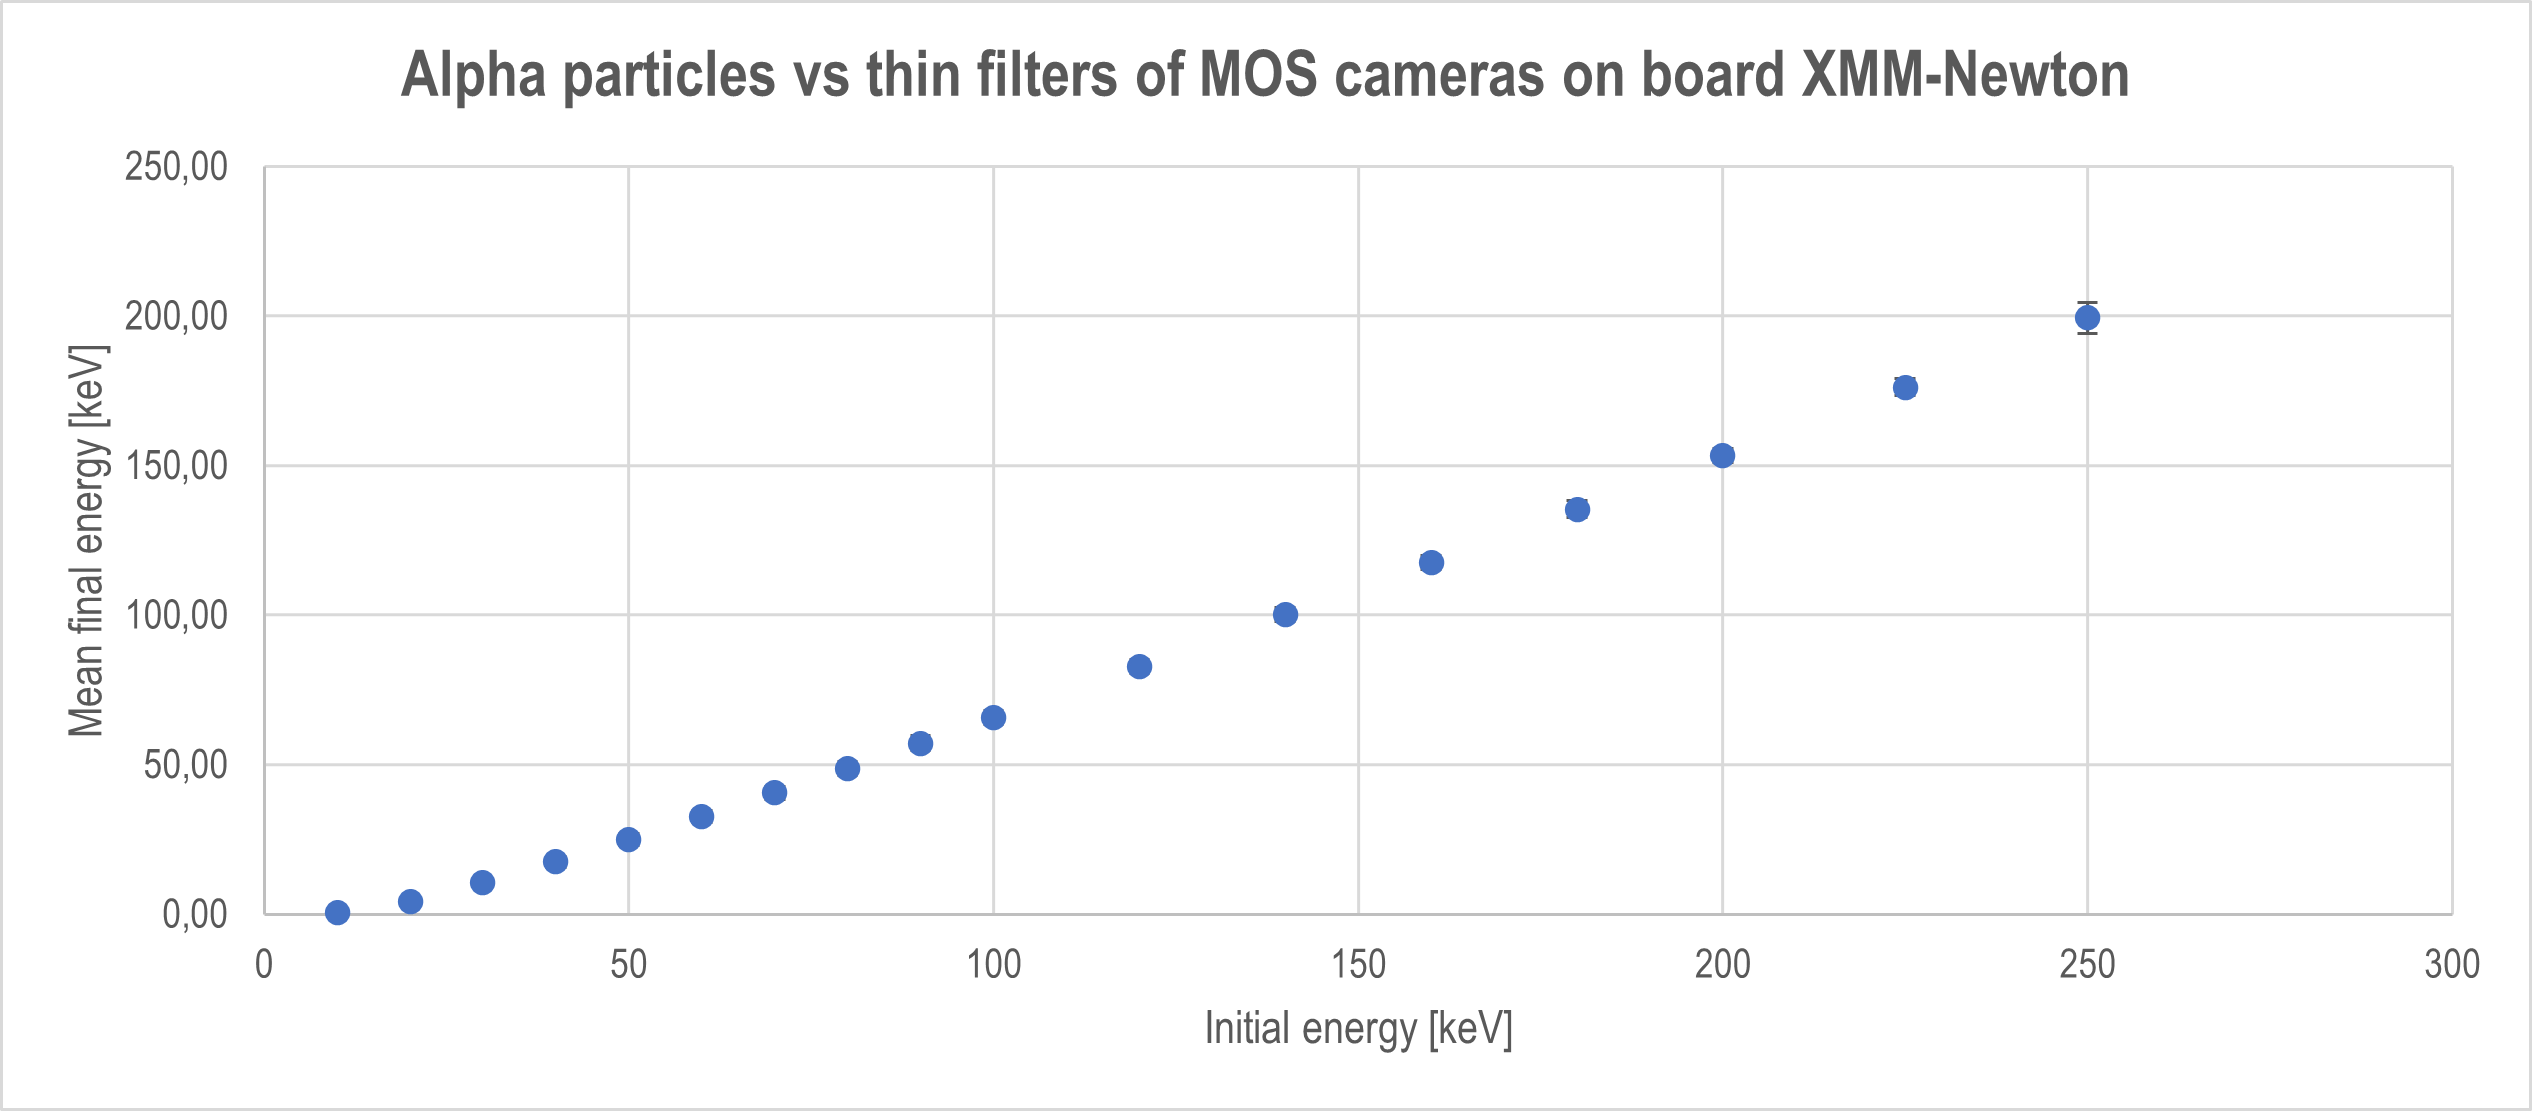 Alpha particles vs thin filters of MOS cameras on board XMM-Newton
250,00
200,00
150,00
100,00
50,00
0,00
Mean final energy [keV]
0 50 100 150 200 250 300
Initial energy [keV]